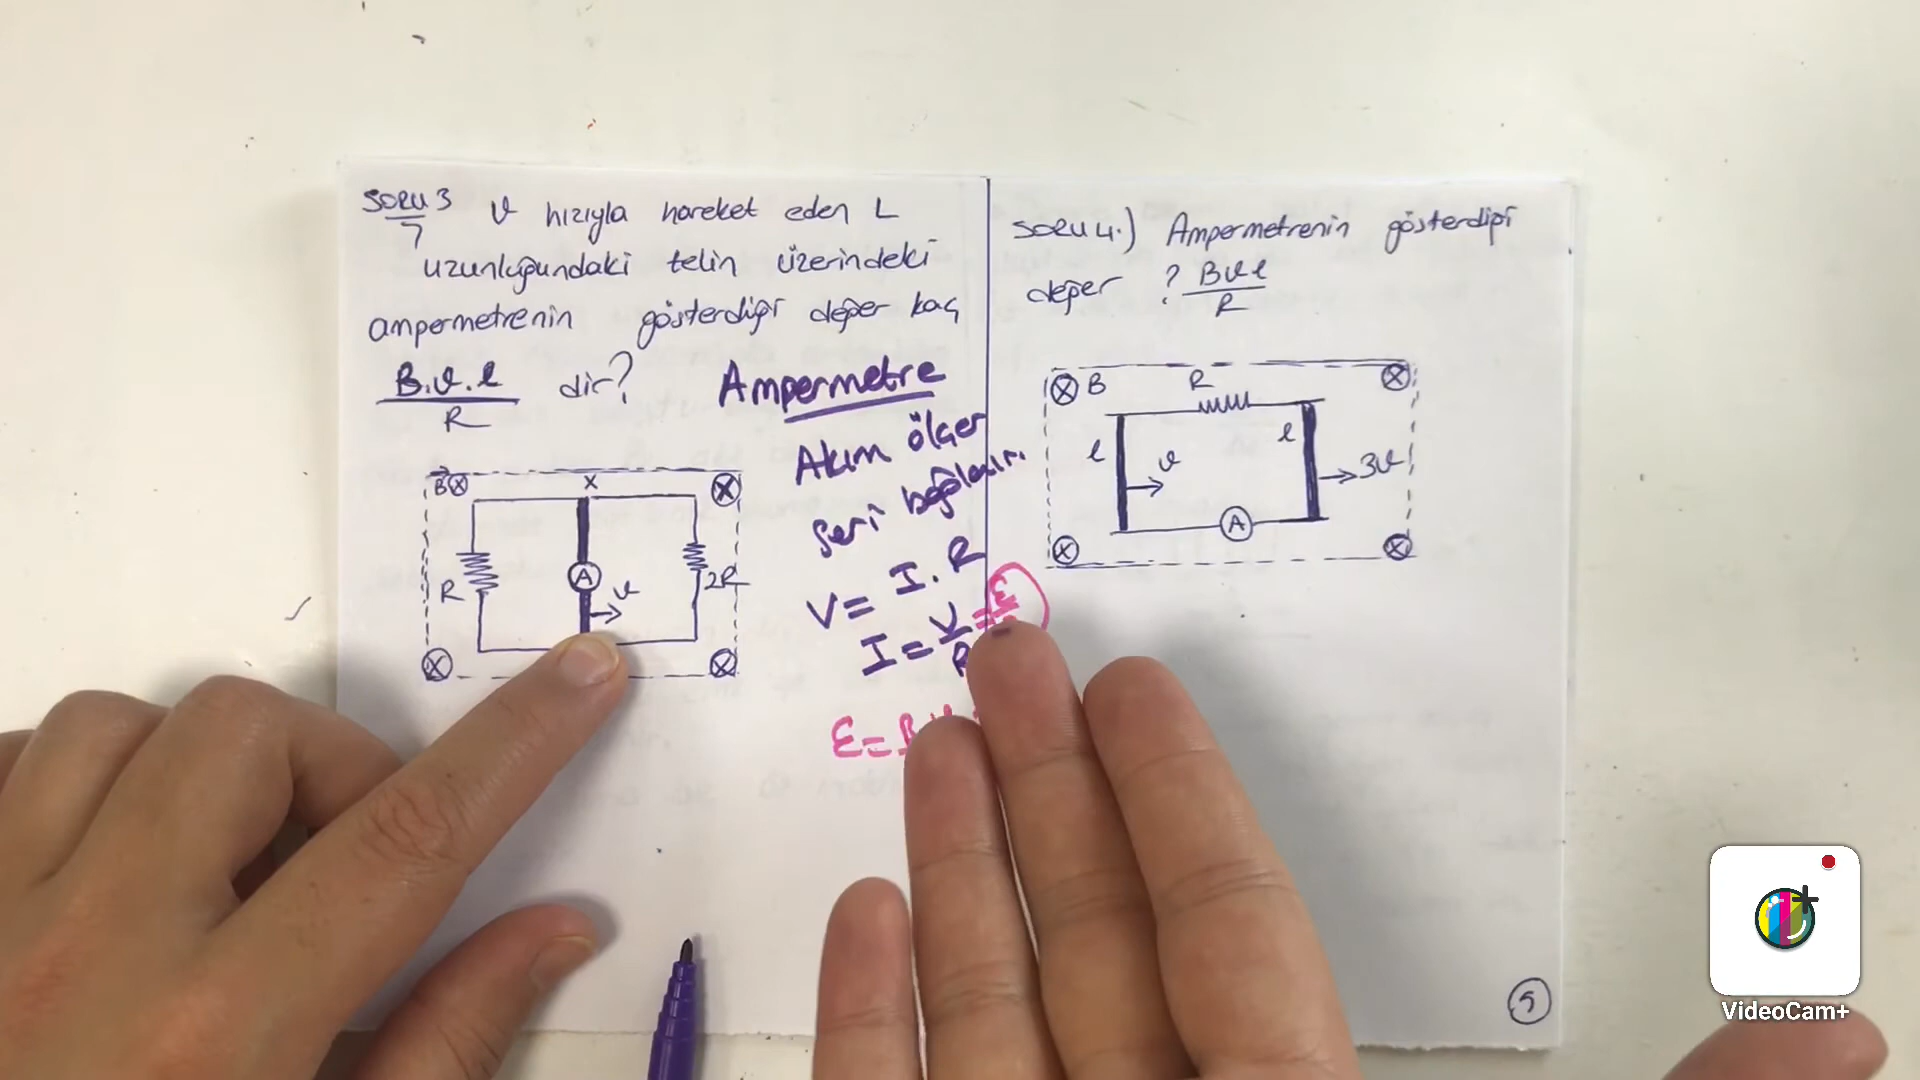 SORU 3 V hızıyla hareket eden L
7
uzunluğundaki telin üzerindeki
ampermetrenin gösterdiği değer kaç
B.V.l
R
dir?
Ampermetre
Akım ölçer
seri bağlanır.
V = I . R
I = V = ε
R
ε = B
B
X
R
A
V
2R
SORU 4.) Ampermetrenin gösterdiği
değer ? BVl
R
B
R
l
V
l
3V
A
5
VideoCam+